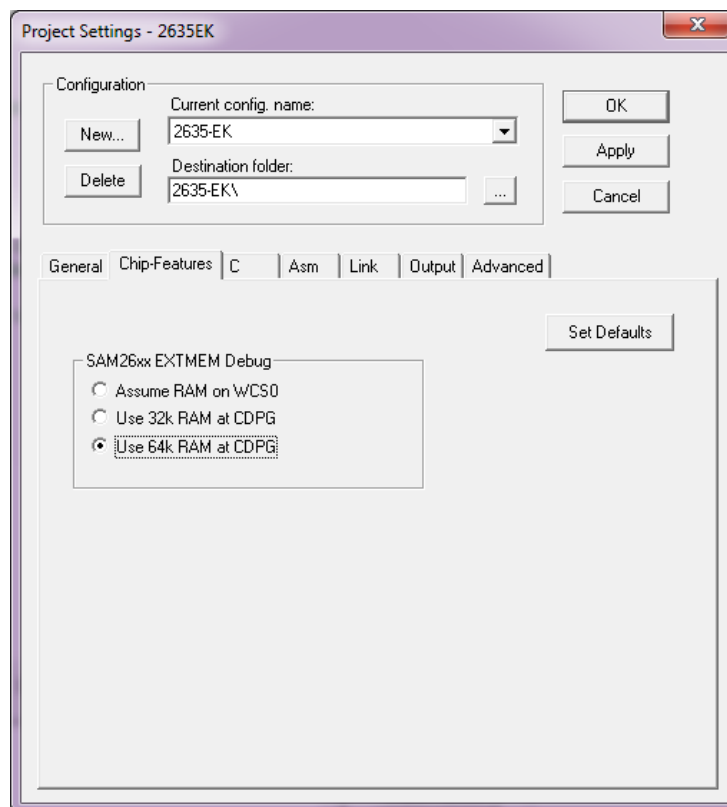 Project Settings - 2635EK
Configuration
Current config. name:
New...
2635-EK
Destination folder:
Delete
2635-EK\
...
OK
Apply
Cancel
General Chip-Features C Asm Link Output Advanced
Set Defaults
SAM26xx EXTMEM Debug
Assume RAM on WCS0
Use 32k RAM at CDPG
Use 64k RAM at CDPG